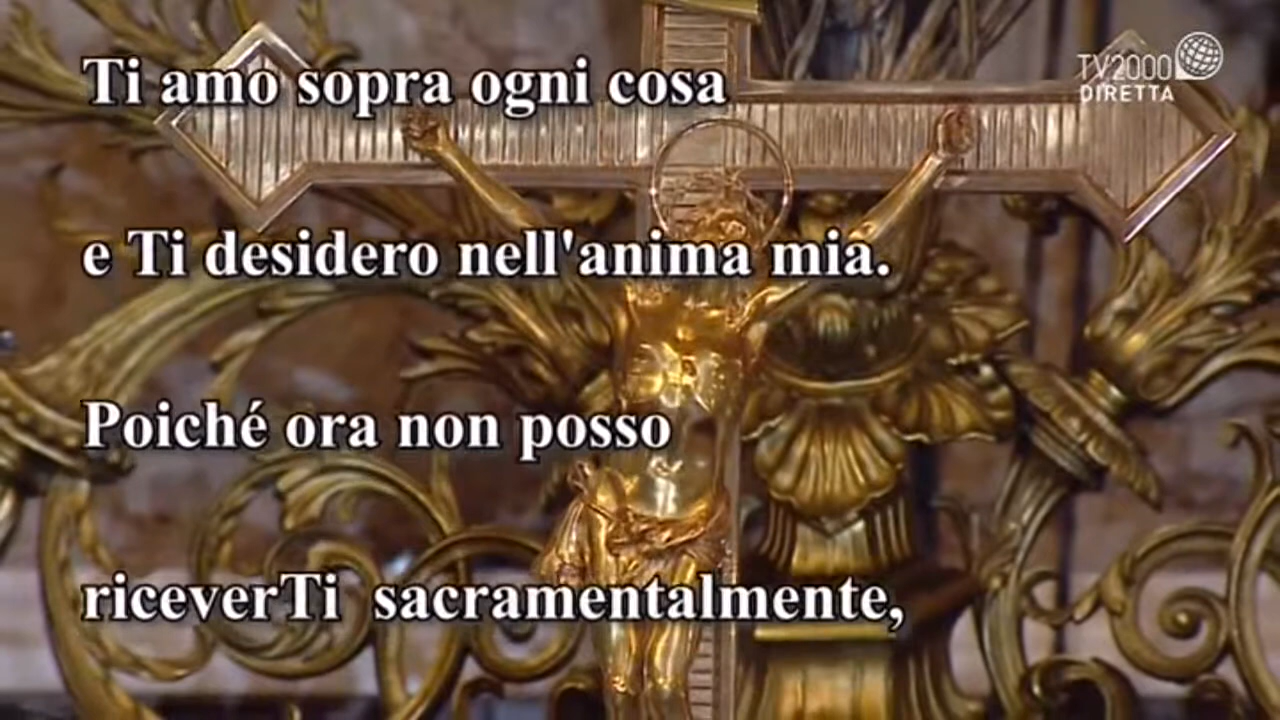 Ti amo sopra ogni cosa
TV2000
DIRETTA
e Ti desidero nell'anima mia.
Poiché ora non posso
riceverTi  sacramentalmente,